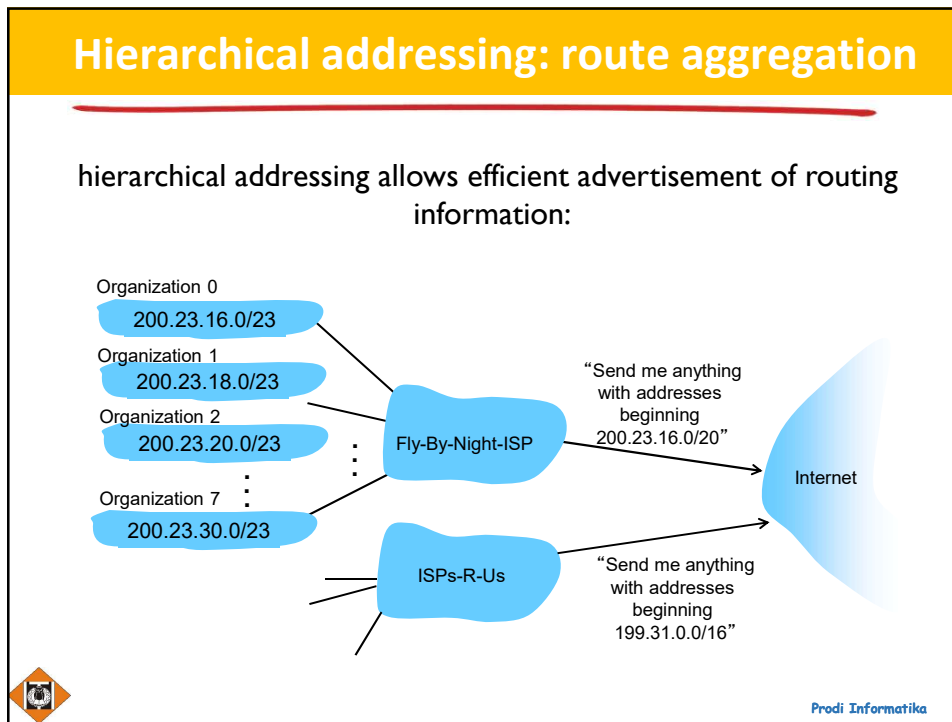 Hierarchical addressing: route aggregation
hierarchical addressing allows efficient advertisement of routing
information:
Organization 0
200.23.16.0/23
Organization 1
200.23.18.0/23
Organization 2
200.23.20.0/23
Organization 7
200.23.30.0/23
Fly-By-Night-ISP
“Send me anything
with addresses
beginning
200.23.16.0/20”
Internet
ISPs-R-Us
“Send me anything
with addresses
beginning
199.31.0.0/16”
Prodi Informatika